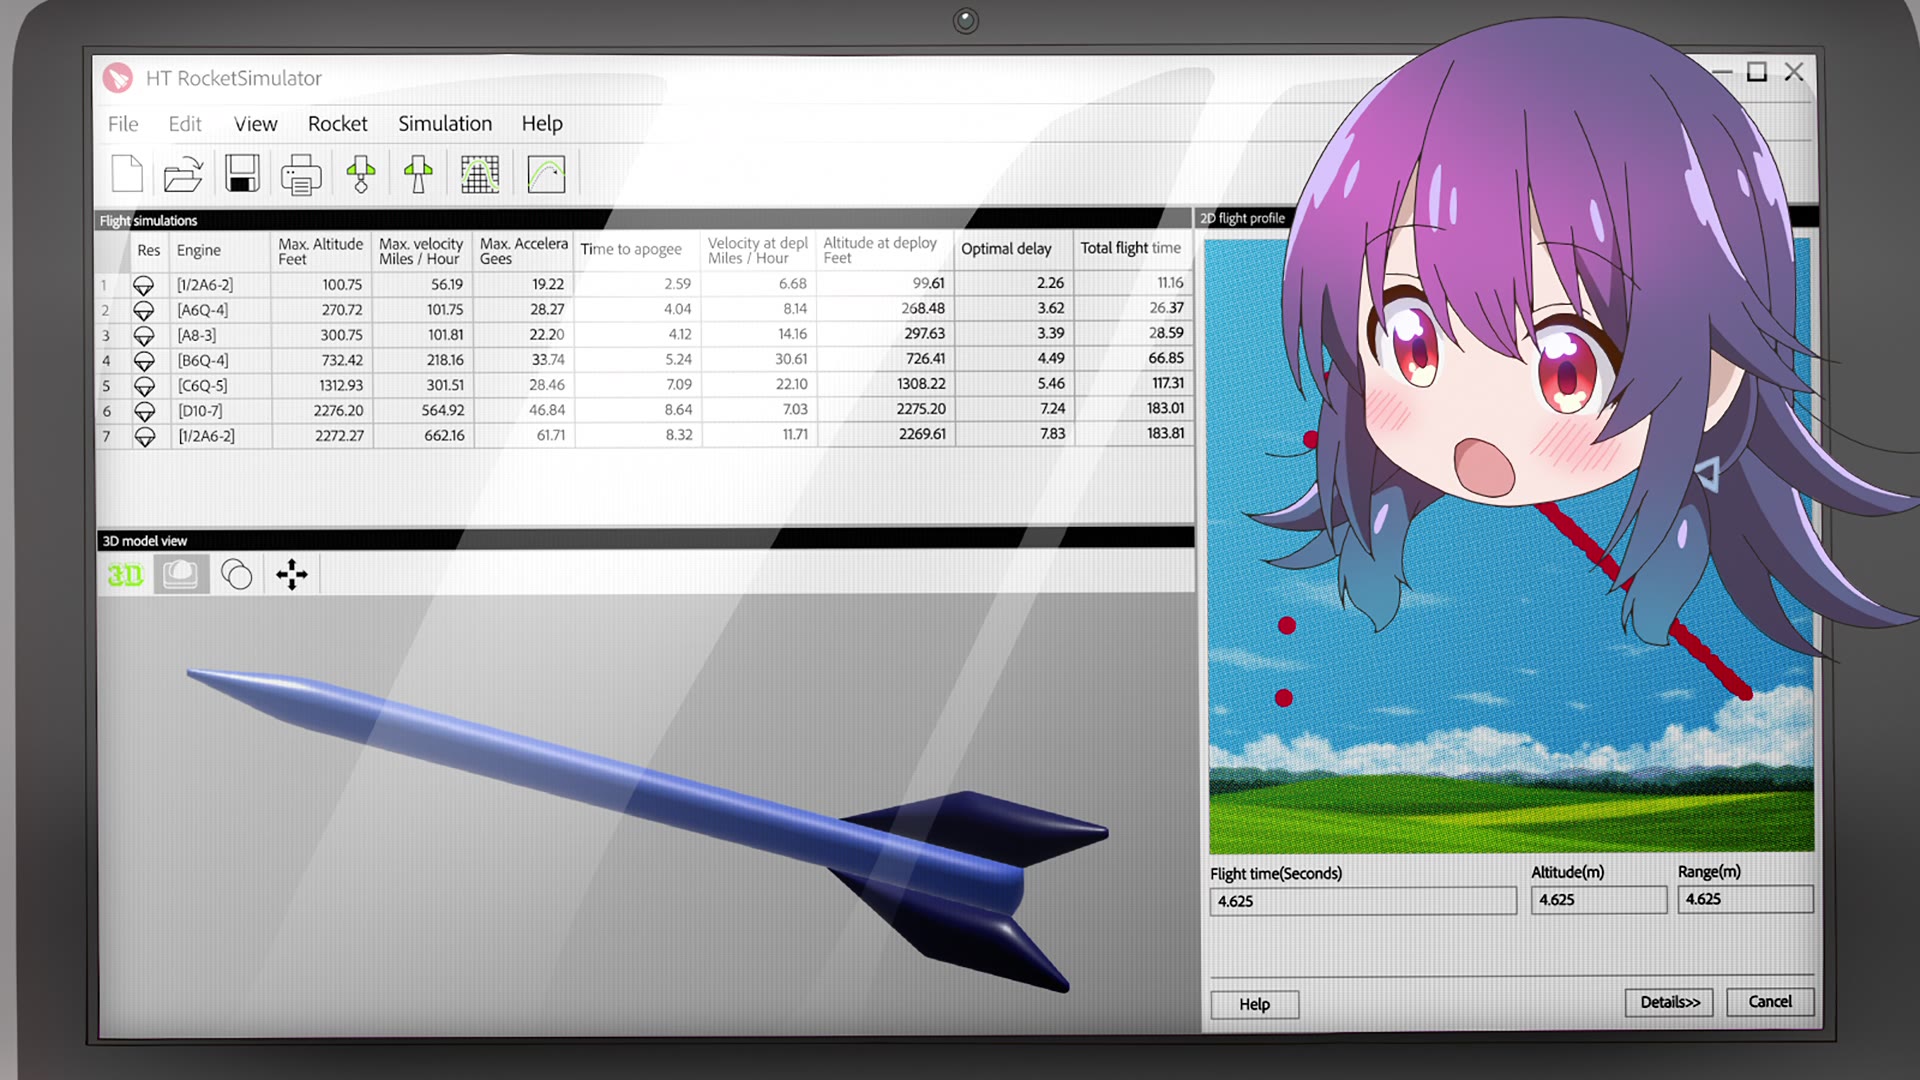 HT RocketSimulator
File Edit View Rocket Simulation Help
Flight simulations
Res Engine Max. Altitude Feet Max. velocity Miles / Hour Max. Accelera Gees Time to apogee Velocity at depl Miles / Hour Altitude at deploy Feet Optimal delay Total flight time
1 [1/2A6-2] 100.75 56.19 19.22 2.59 6.68 99.61 2.26 11.16
2 [A6Q-4] 270.72 101.75 28.27 4.04 8.14 268.48 3.62 26.37
3 [A8-3] 300.75 101.81 22.20 4.12 14.16 297.63 3.39 28.59
4 [B6Q-4] 732.42 218.16 33.74 5.24 30.61 726.41 4.49 66.85
5 [C6Q-5] 1312.93 301.51 28.46 7.09 22.10 1308.22 5.46 117.31
6 [D10-7] 2276.20 564.92 46.84 8.64 7.03 2275.20 7.24 183.01
7 [1/2A6-2] 2272.27 662.16 61.71 8.32 11.71 2269.61 7.83 183.81
3D model view
3D
2D flight profile
Flight time(Seconds) Altitude(m) Range(m)
4.625 4.625 4.625
Help Details>> Cancel